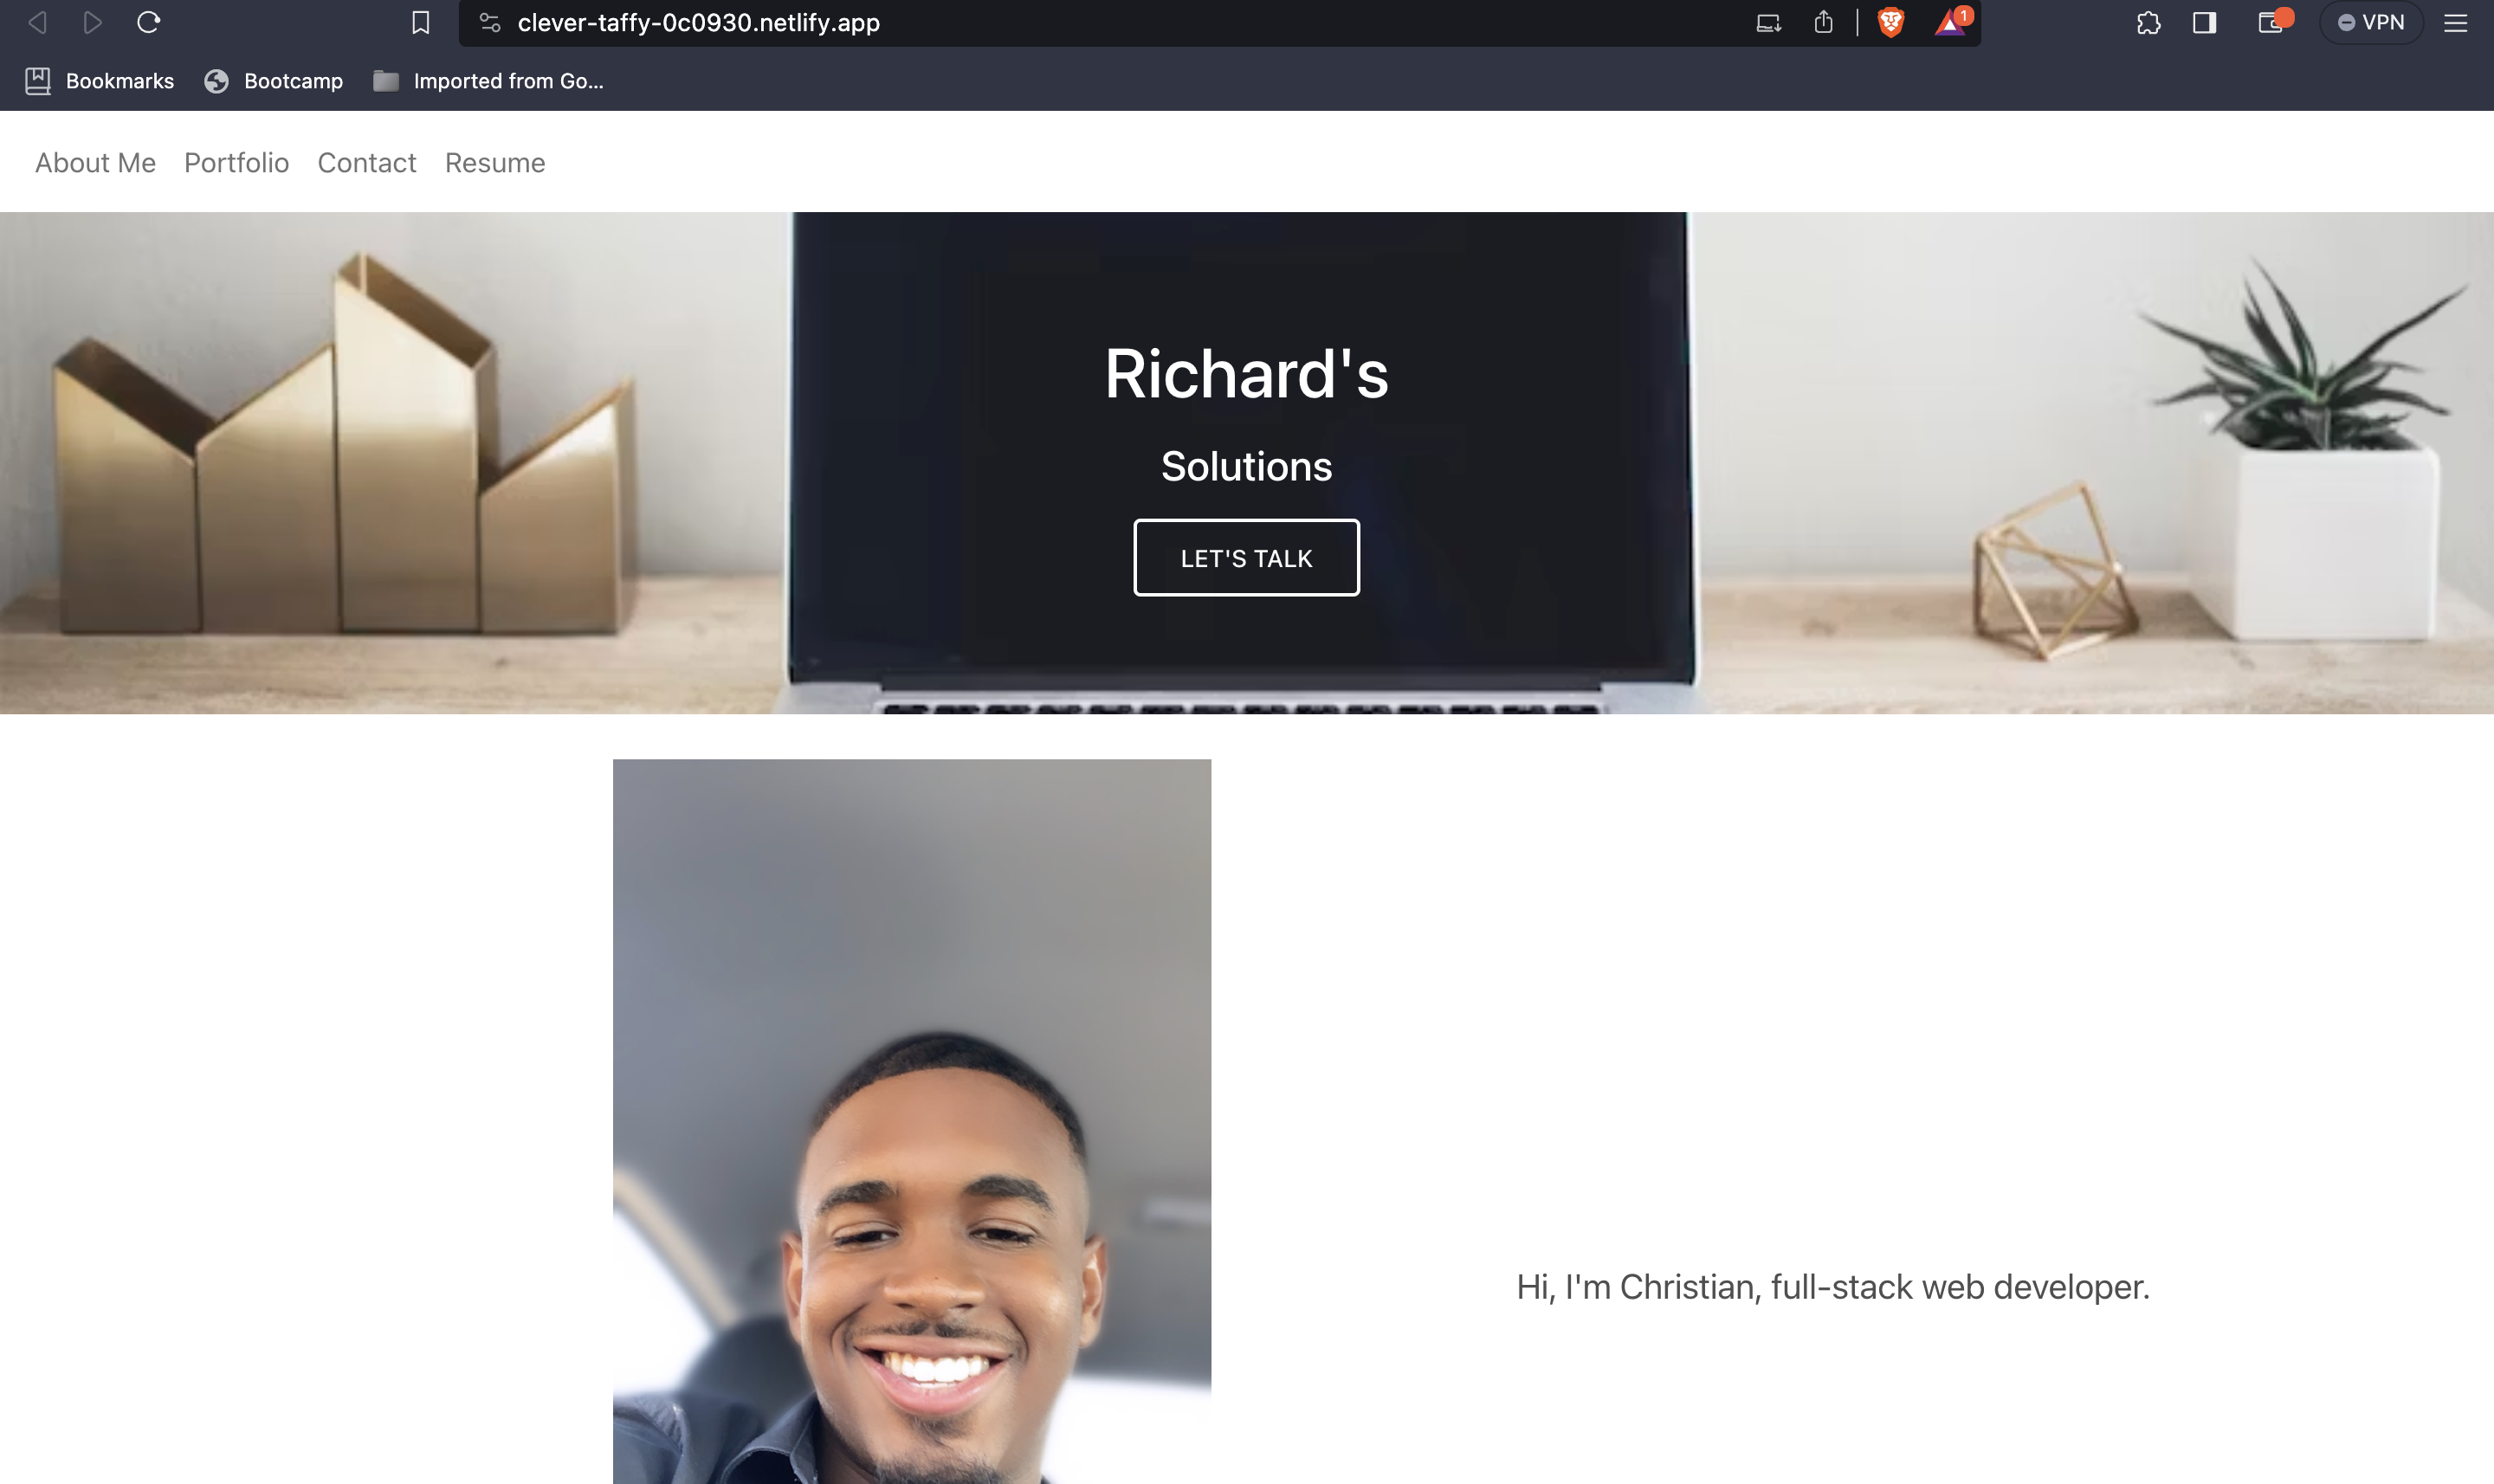 clever-taffy-0c0930.netlify.app
1
VPN
Bookmarks Bootcamp Imported from Go...
About Me Portfolio Contact Resume
Richard's
Solutions
LET'S TALK
Hi, I'm Christian, full-stack web developer.